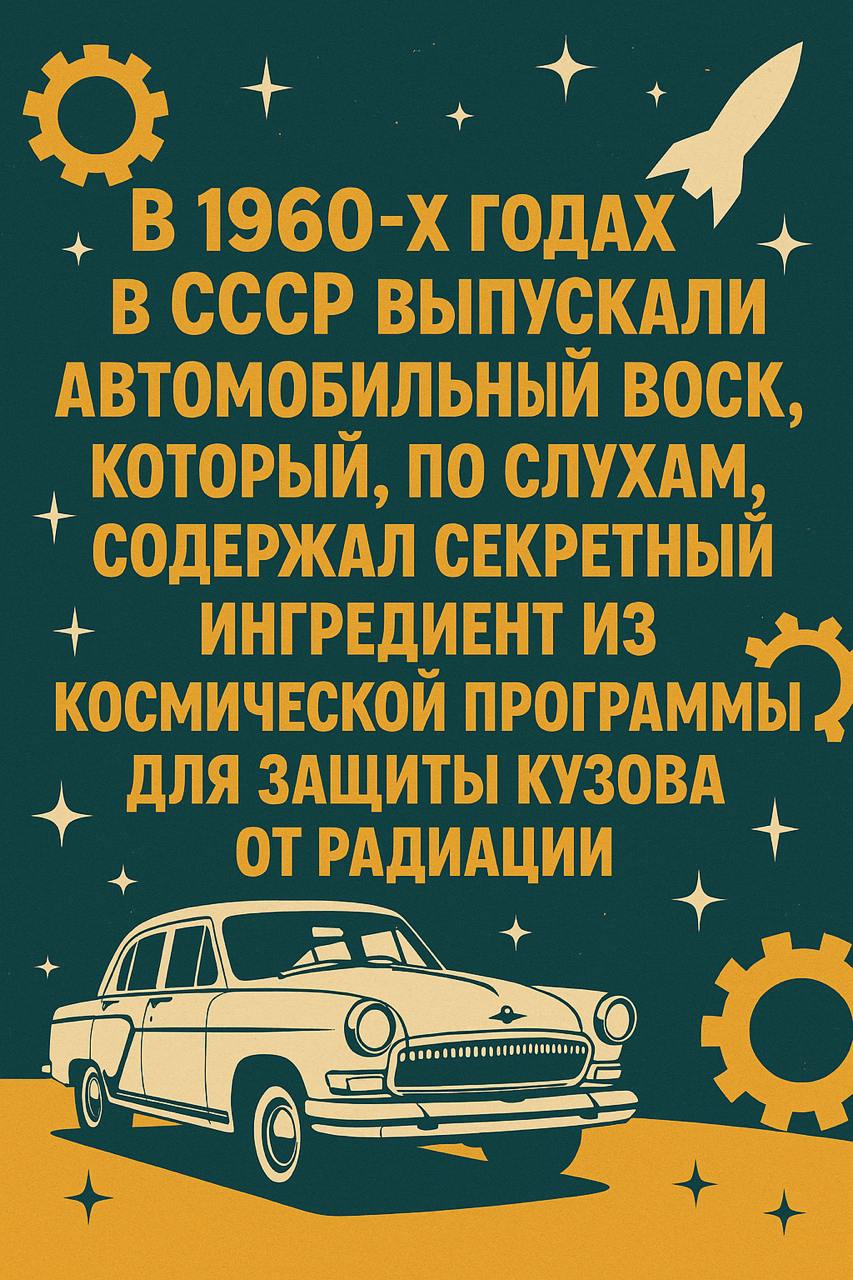 В 1960-Х ГОДАХ
В СССР ВЫПУСКАЛИ
АВТОМОБИЛЬНЫЙ ВОСК,
КОТОРЫЙ, ПО СЛУХАМ,
СОДЕРЖАЛ СЕКРЕТНЫЙ
ИНГРЕДИЕНТ ИЗ
КОСМИЧЕСКОЙ ПРОГРАММЫ
ДЛЯ ЗАЩИТЫ КУЗОВА
ОТ РАДИАЦИИ